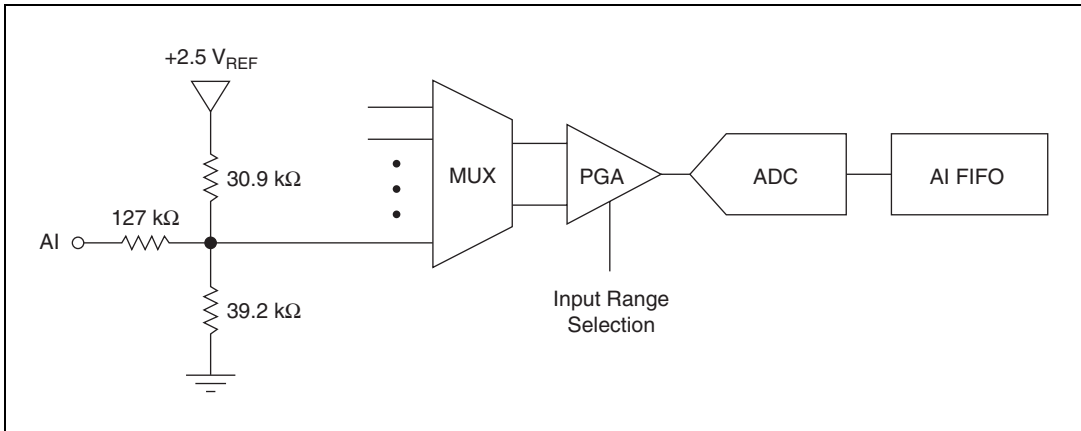 +2.5 V_REF
30.9 kΩ
127 kΩ
AI
39.2 kΩ
MUX
PGA
ADC
AI FIFO
Input Range
Selection